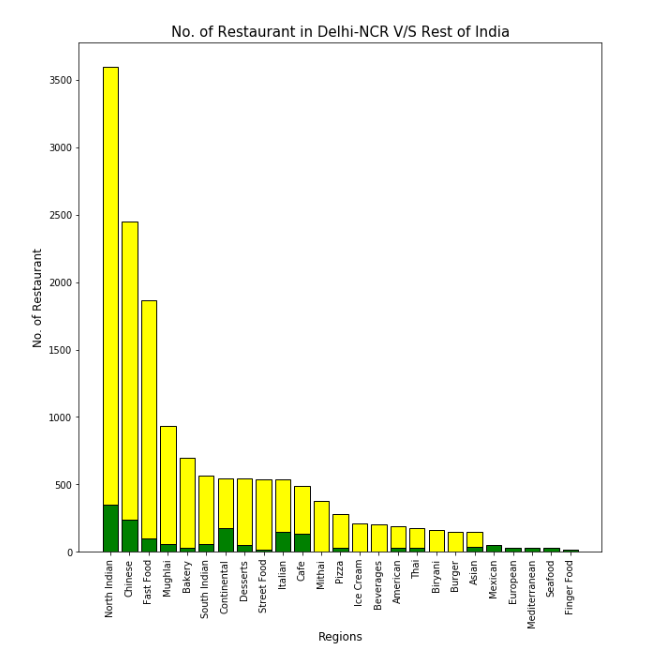 No. of Restaurant in Delhi-NCR V/S Rest of India
No. of Restaurant
3500
3000
2500
2000
1500
1000
500
0
North Indian
Chinese
Fast Food
Mughlai
Bakery
South Indian
Continental
Desserts
Street Food
Italian
Cafe
Mithai
Pizza
Ice Cream
Beverages
American
Thai
Biryani
Burger
Asian
Mexican
European
Mediterranean
Seafood
Finger Food
Regions